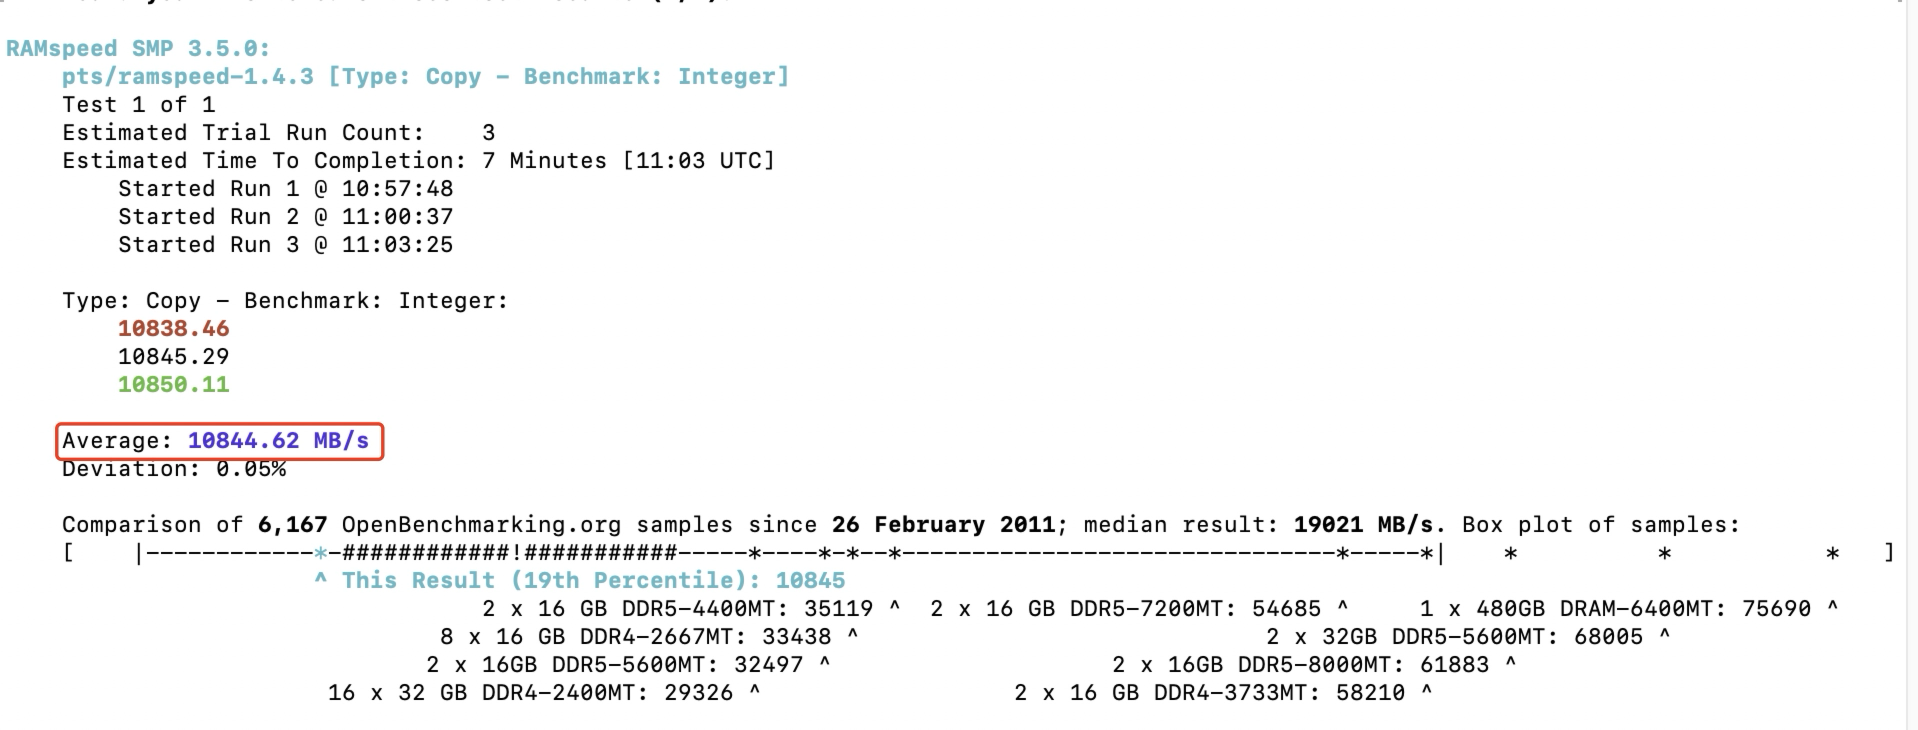 RAMspeed SMP 3.5.0:
pts/ramspeed-1.4.3 [Type: Copy - Benchmark: Integer]
Test 1 of 1
Estimated Trial Run Count:    3
Estimated Time To Completion: 7 Minutes [11:03 UTC]
Started Run 1 @ 10:57:48
Started Run 2 @ 11:00:37
Started Run 3 @ 11:03:25
Type: Copy - Benchmark: Integer:
10838.46
10845.29
10850.11
Average: 10844.62 MB/s
Deviation: 0.05%
Comparison of 6,167 OpenBenchmarking.org samples since 26 February 2011; median result: 19021 MB/s. Box plot of samples:
[    |------------*-############!###########-----*----*-*--*-------------------------------*-----*|    *          *           *   ]
^ This Result (19th Percentile): 10845
2 x 16 GB DDR5-4400MT: 35119 ^  2 x 16 GB DDR5-7200MT: 54685 ^     1 x 480GB DRAM-6400MT: 75690 ^
8 x 16 GB DDR4-2667MT: 33438 ^                             2 x 32GB DDR5-5600MT: 68005 ^
2 x 16GB DDR5-5600MT: 32497 ^                    2 x 16GB DDR5-8000MT: 61883 ^
16 x 32 GB DDR4-2400MT: 29326 ^                  2 x 16 GB DDR4-3733MT: 58210 ^